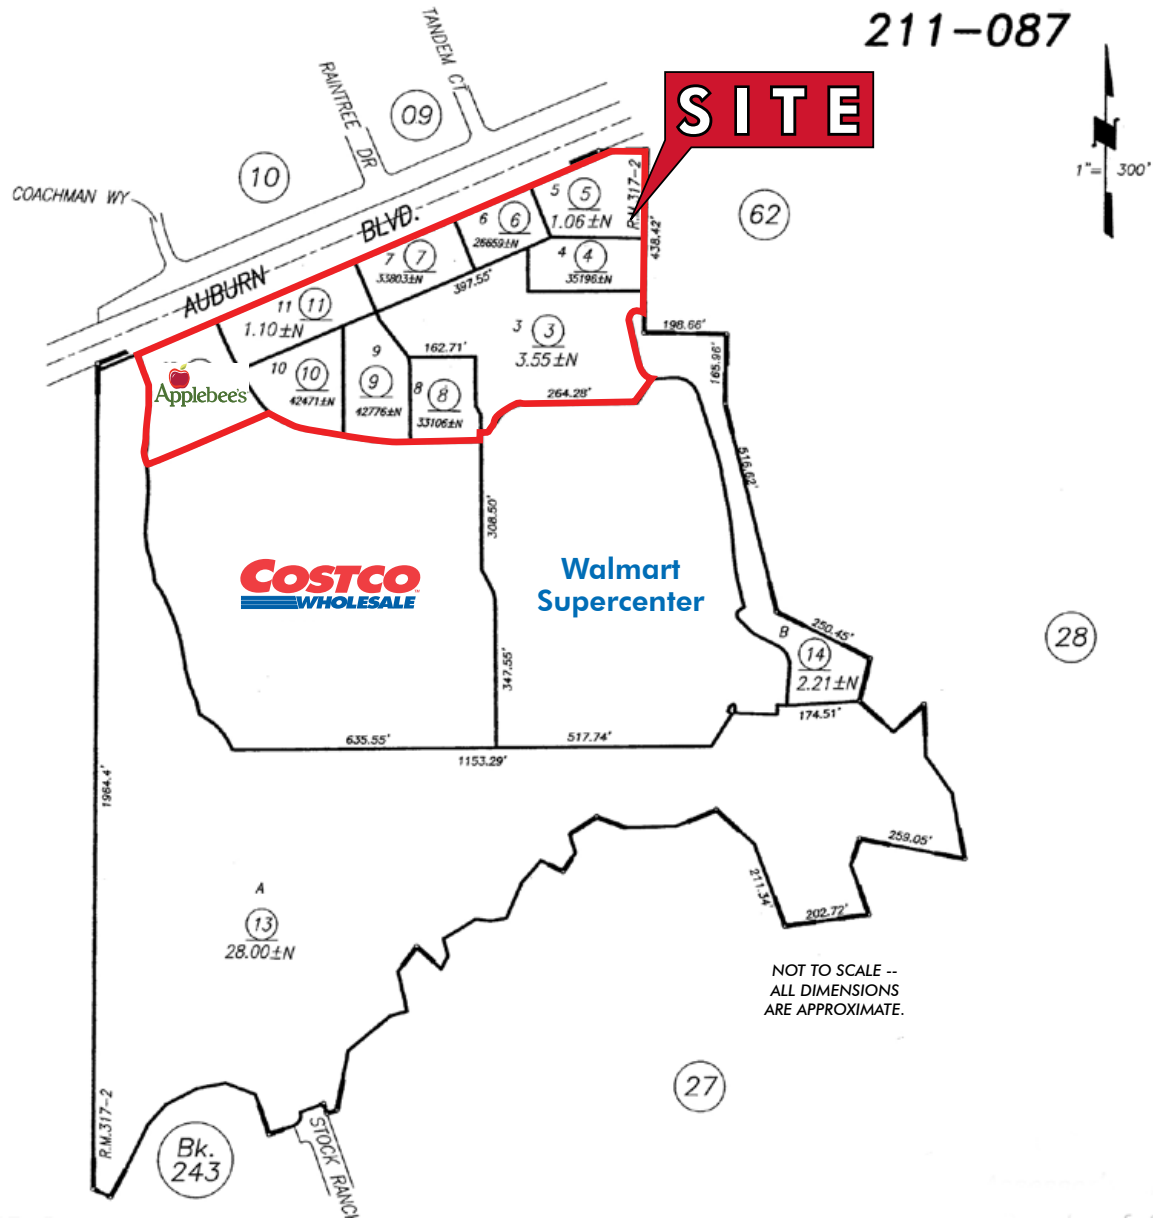 211-087
SITE
1"= 300'
TANDEM CT
RAINTREE DR
09
10
COACHMAN WY
AUBURN BLVD.
62
5 5
1.06±N
R.M.317-2
438.42'
6 6
26659±N
4 4
35196±N
7 7
33803±N
397.55'
11 11
1.10±N
3 3
3.55±N
198.66'
165.96'
Applebee's
10 10
42471±N
9
9
42776±N
162.71'
8 8
33106±N
264.28'
516.62'
308.50'
COSTCO
WHOLESALE
Walmart
Supercenter
B
250.45'
14
2.21±N
174.51'
28
347.55'
635.55'
517.74'
1153.29'
1984.4'
259.05'
211.34'
202.72'
A
13
28.00±N
NOT TO SCALE --
ALL DIMENSIONS
ARE APPROXIMATE.
27
R.M.317-2
Bk.
243
STOCK RANCH